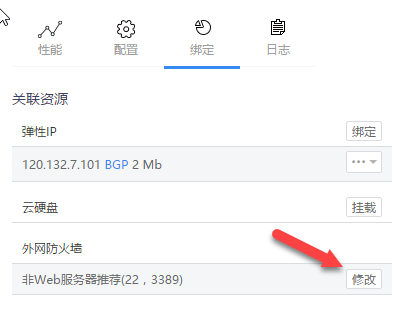 性能 配置 绑定 日志
关联资源
弹性IP 绑定
120.132.7.101 BGP 2 Mb
云硬盘 挂载
外网防火墙
非Web服务器推荐(22，3389) 修改